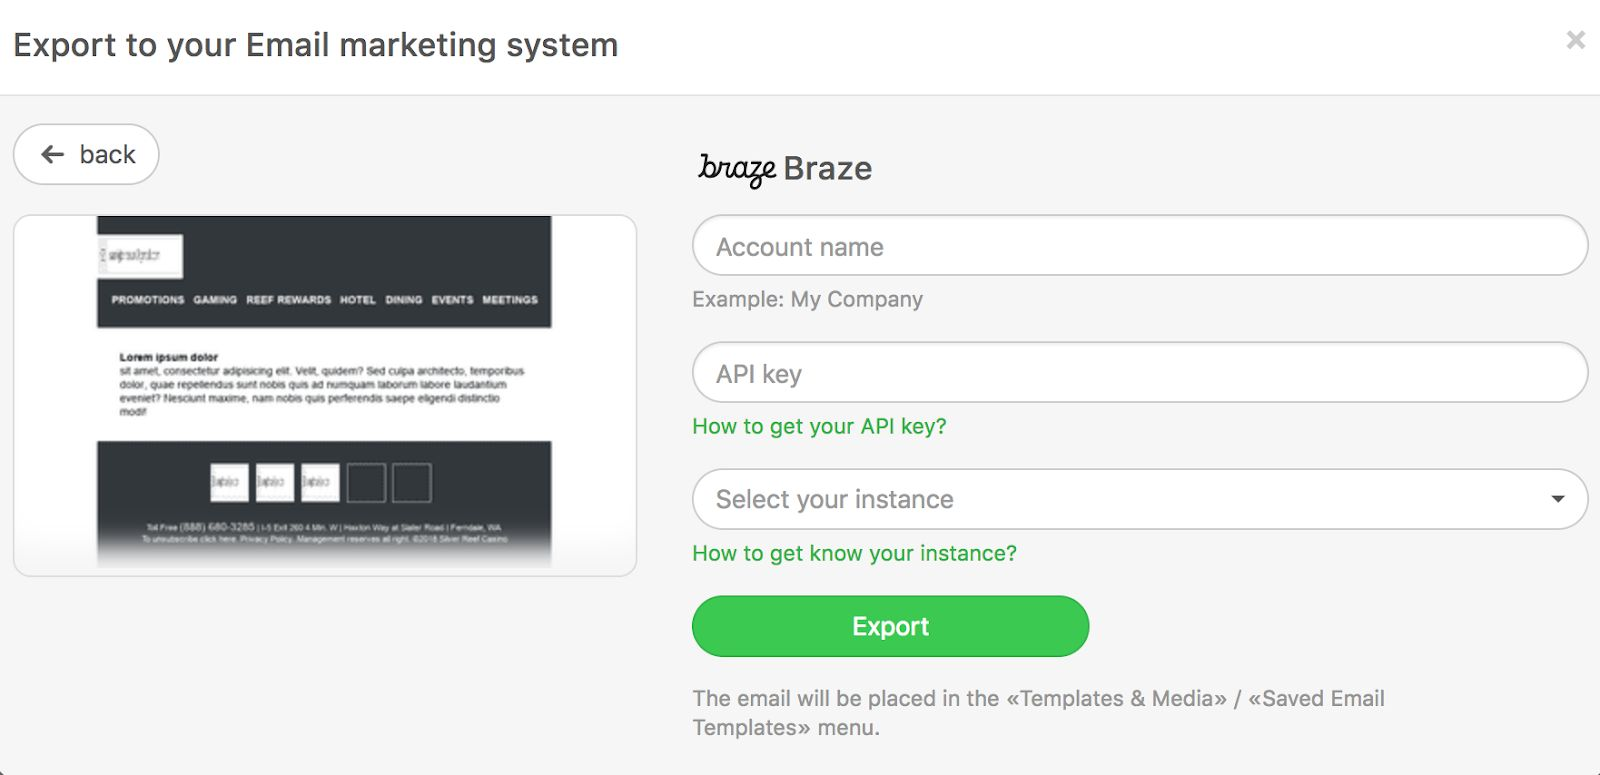 Export to your Email marketing system
×
← back
braze Braze
PROMOTIONS GAMING REEF REWARDS HOTEL DINING EVENTS MEETINGS
Lorem ipsum dolor
sit amet, consectetur adipisicing elit. Velit, quidem? Sed culpa architecto, temporibus
dolor, quae repellendus sunt nobis quis ad numquam laborum labore laudantium
eveniet? Nesciunt maxime, nam nobis quis perferendis saepe eligendi distinctio
modi!
Toll Free (888) 680-3285 | I-5 Exit 260 4 Min. W | Haxton Way at Slater Road | Ferndale, WA
To unsubscribe click here. Privacy Policy. Management reserves all right. ©2018 Silver Reef Casino
Account name
Example: My Company
API key
How to get your API key?
Select your instance
How to get know your instance?
Export
The email will be placed in the «Templates & Media» / «Saved Email
Templates» menu.